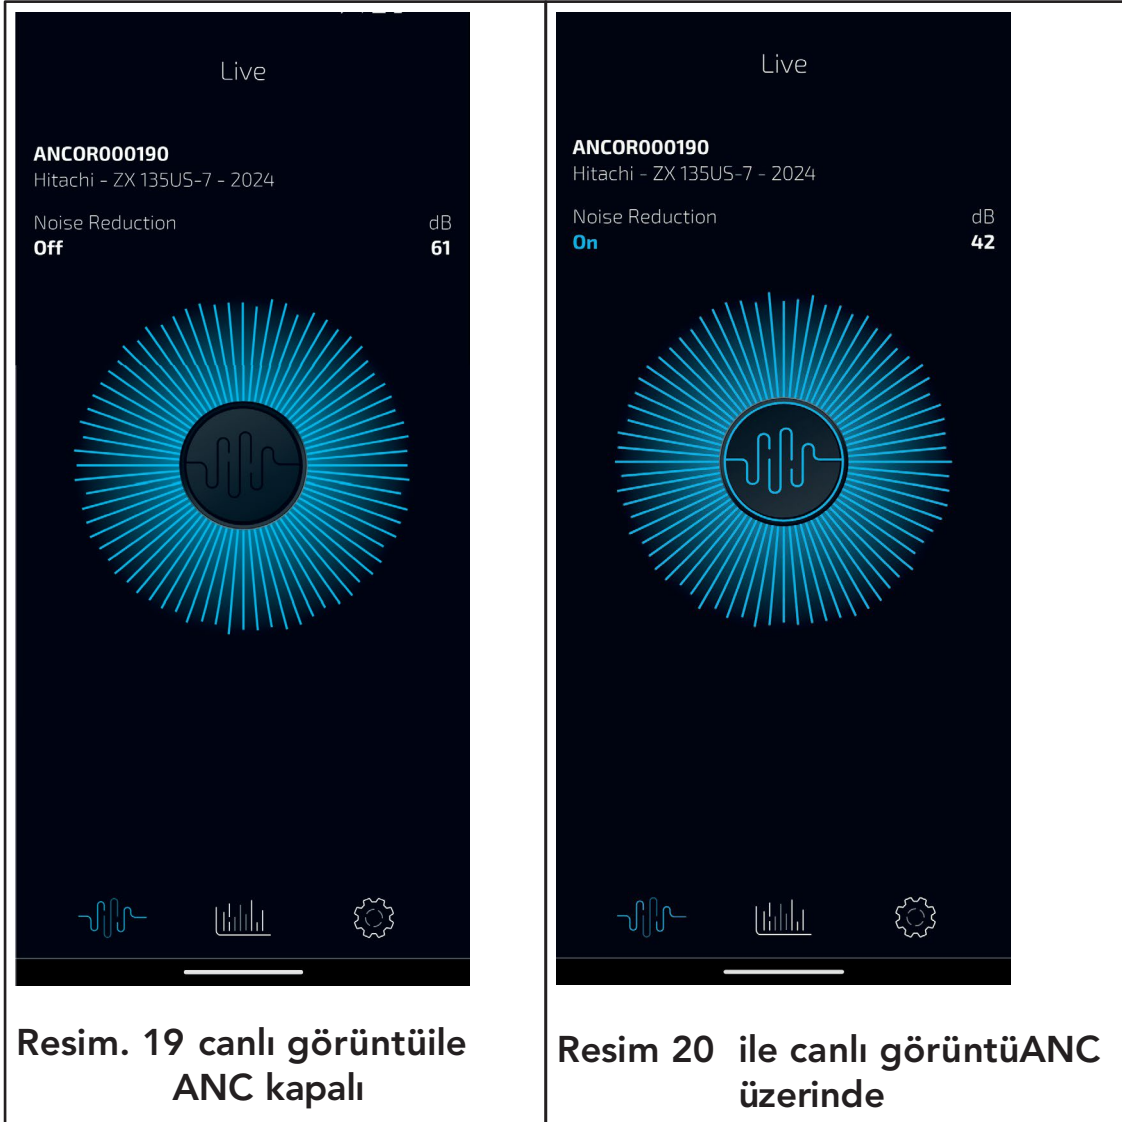 Live
ANCOR000190
Hitachi - ZX 135US-7 - 2024
Noise Reduction dB
Off 61
Resim. 19 canlı görüntüile
ANC kapalı
Live
ANCOR000190
Hitachi - ZX 135US-7 - 2024
Noise Reduction dB
On 42
Resim 20 ile canlı görüntüANC
üzerinde